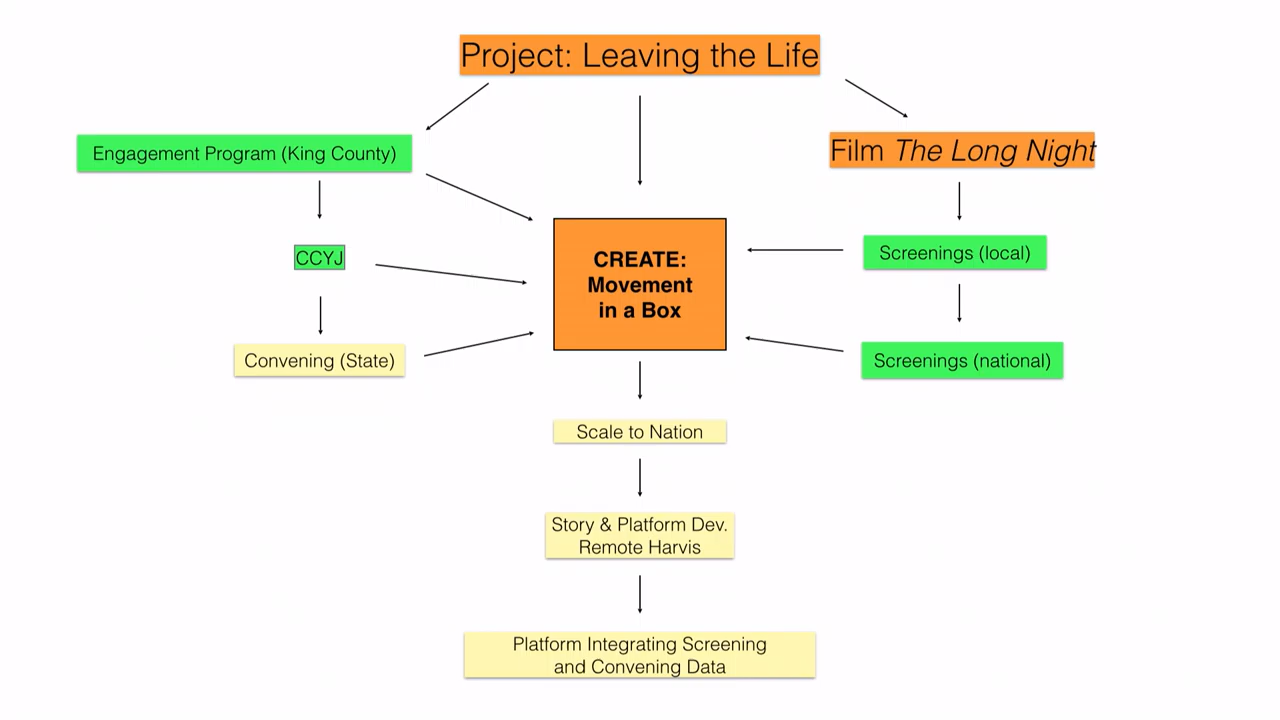 Project: Leaving the Life
Engagement Program (King County)
Film The Long Night
CCYJ
CREATE:
Movement
in a Box
Screenings (local)
Convening (State)
Screenings (national)
Scale to Nation
Story & Platform Dev.
Remote Harvis
Platform Integrating Screening
and Convening Data